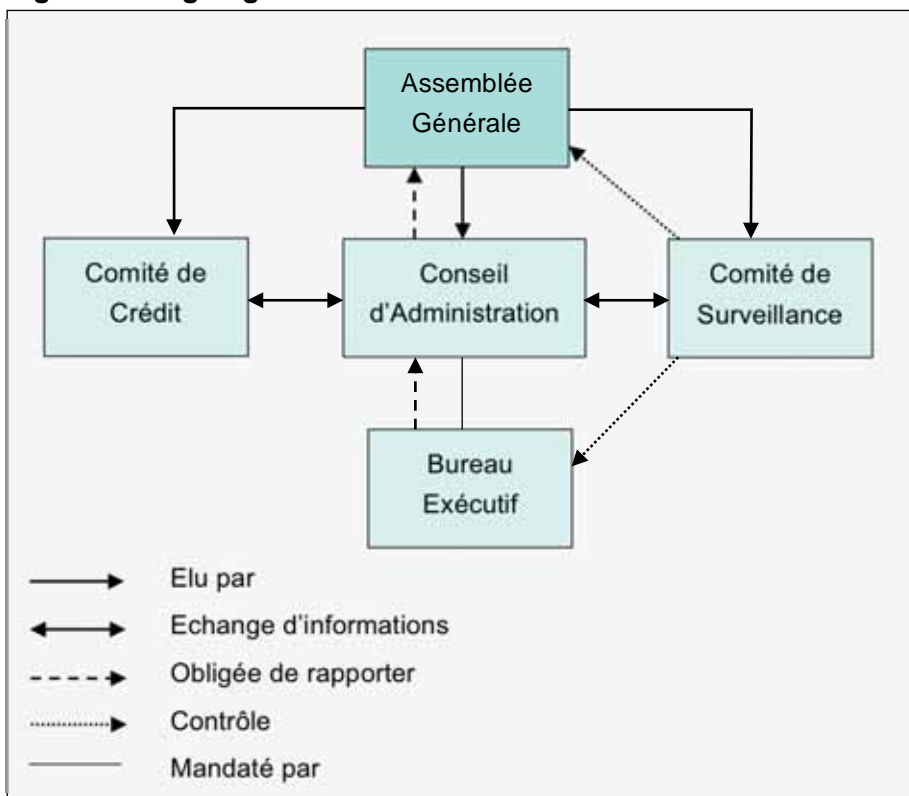 Assemblée
Générale
Comité de
Crédit
Conseil
d'Administration
Comité de
Surveillance
Bureau
Exécutif
Elu par
Echange d'informations
Obligée de rapporter
Contrôle
Mandaté par